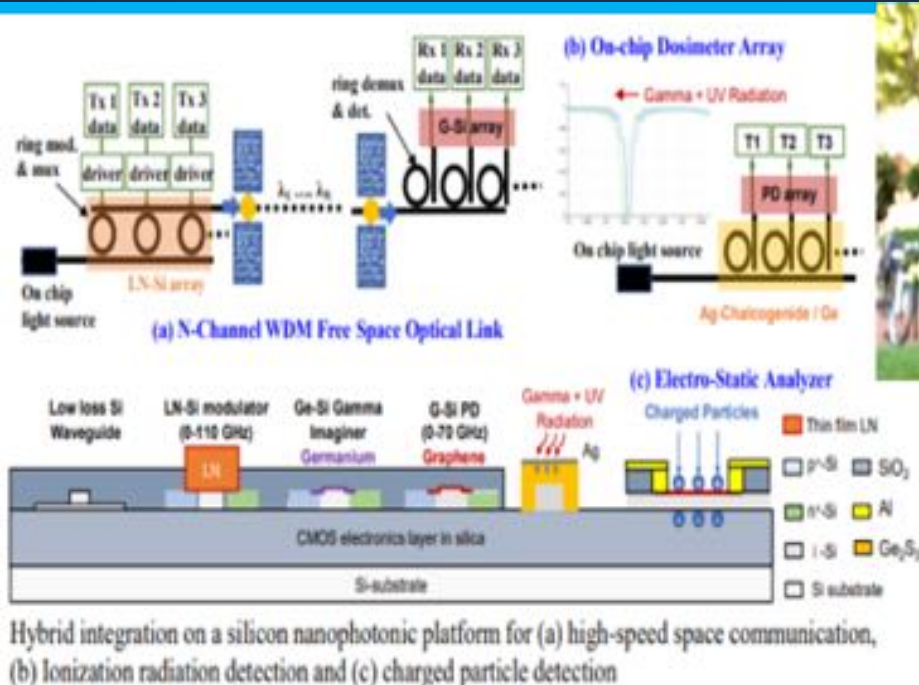 Tx 1 Tx 2 Tx 3
data data data
driver driver driver
ring mod.
& mux
LN-Si array
On chip
light source
λ₁ .... λ
ring demux
& det.
Rx 1 Rx 2 Rx 3
data data data
G-Si array
(a) N-Channel WDM Free Space Optical Link
(b) On-chip Dosimeter Array
Gamma + UV Radiation
T1 T2 T3
PD array
On chip light source
Ag-Chalcogenide / Ge
Low loss Si
Waveguide
LN-Si modulator
(0-110 GHz)
LN
Ge-Si Gamma
Imaginer
Germanium
G-Si PD
(0-70 GHz)
Graphene
Gamma + UV
Radiation
Ag
(c) Electro-Static Analyzer
Charged Particles
CMOS electronics layer in silica
Si-substrate
Thin film LN
p⁺-Si SiO₂
n⁺-Si Al
i -Si Ge₂S₃
Si substrate
Hybrid integration on a silicon nanophotonic platform for (a) high-speed space communication,
(b) Ionization radiation detection and (c) charged particle detection